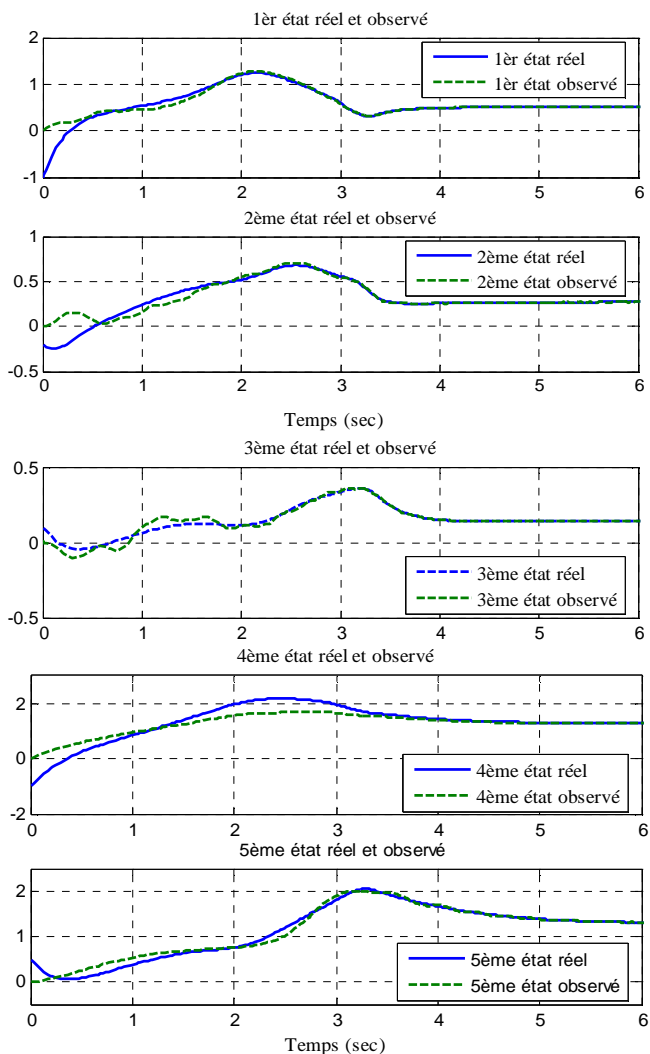 1èr état réel et observé
2
1
0
-1
1èr état réel
1èr état observé
0 1 2 3 4 5 6
2ème état réel et observé
1
0.5
0
-0.5
2ème état réel
2ème état observé
0 1 2 3 4 5 6
Temps (sec)
3ème état réel et observé
0.5
0
-0.5
3ème état réel
3ème état observé
0 1 2 3 4 5 6
4ème état réel et observé
2
0
-2
4ème état réel
4ème état observé
0 1 2 3 4 5 6
5ème état réel et observé
2
1
0
5ème état réel
5ème état observé
0 1 2 3 4 5 6
Temps (sec)